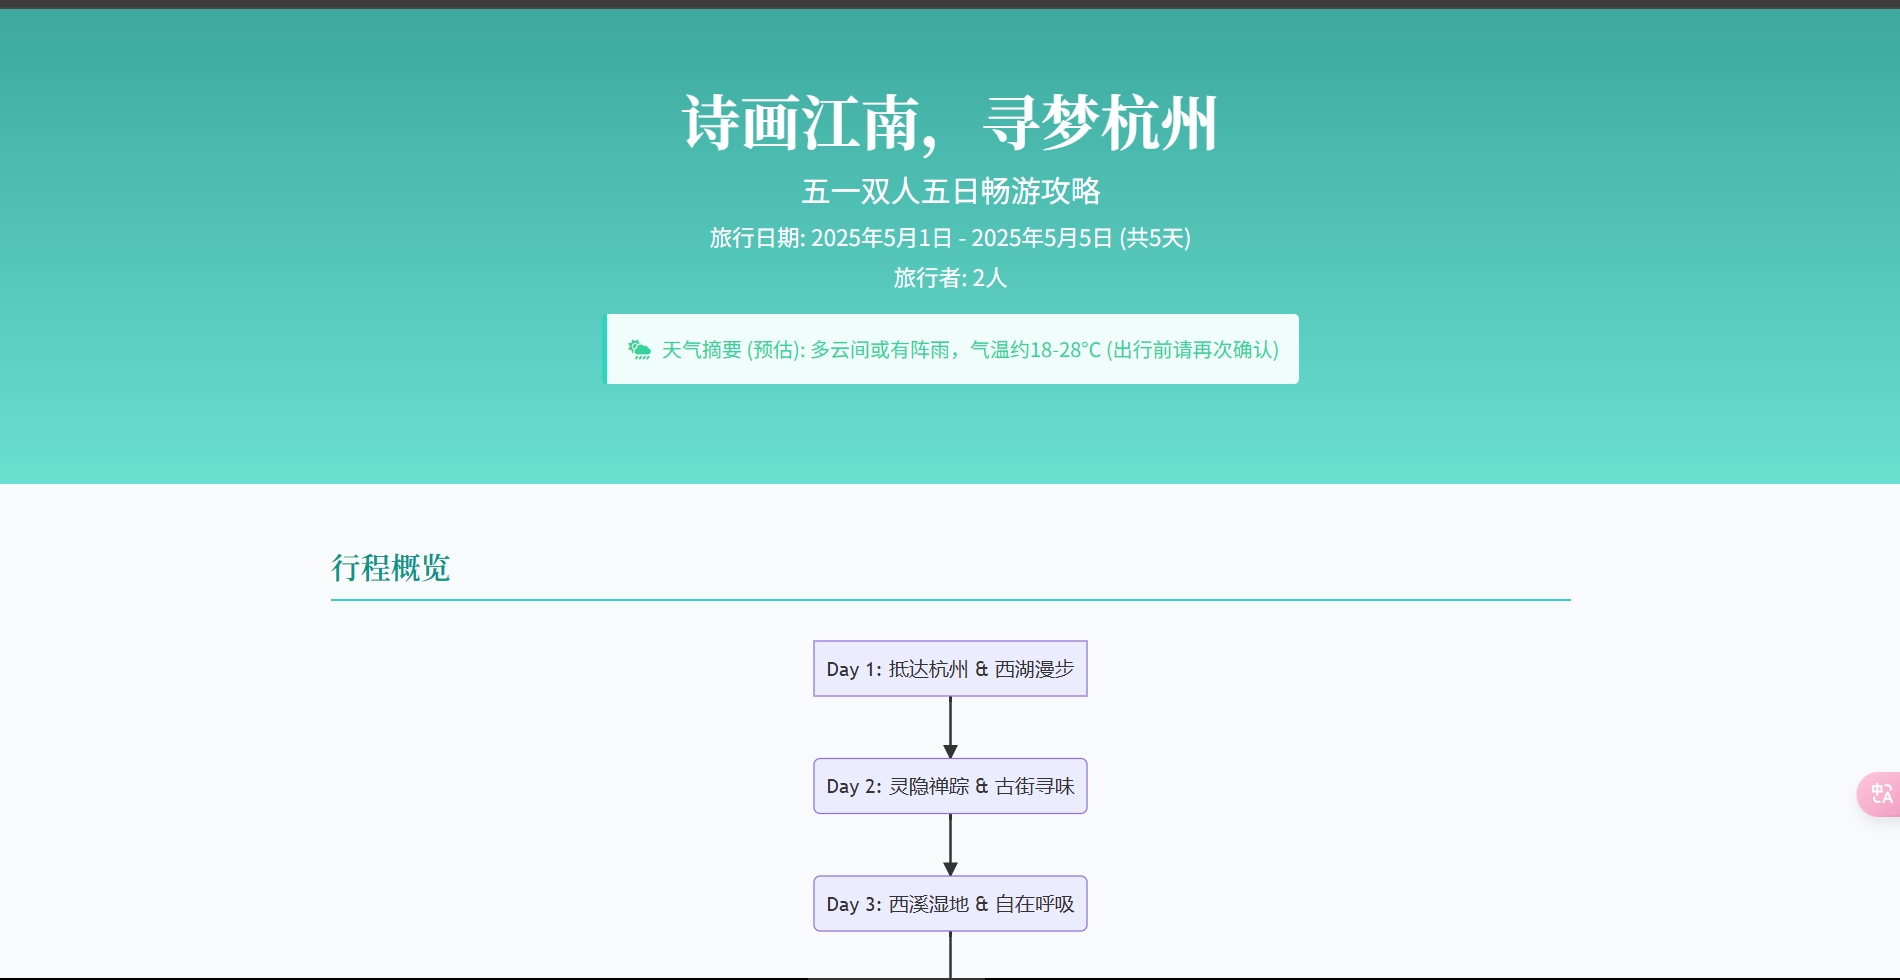 诗画江南，寻梦杭州
五一双人五日畅游攻略
旅行日期: 2025年5月1日 - 2025年5月5日 (共5天)
旅行者: 2人
天气摘要 (预估): 多云间或有阵雨，气温约18-28°C (出行前请再次确认)
行程概览
Day 1: 抵达杭州 & 西湖漫步
Day 2: 灵隐禅踪 & 古街寻味
Day 3: 西溪湿地 & 自在呼吸
中
A